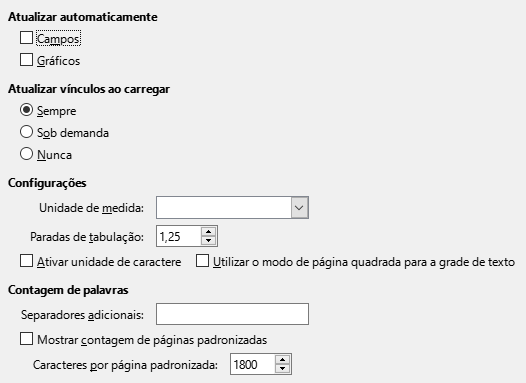 Atualizar automaticamente
Campos
Gráficos
Atualizar vínculos ao carregar
Sempre
Sob demanda
Nunca
Configurações
Unidade de medida:
Paradas de tabulação: 1,25
Ativar unidade de caractere Utilizar o modo de página quadrada para a grade de texto
Contagem de palavras
Separadores adicionais:
Mostrar contagem de páginas padronizadas
Caracteres por página padronizada: 1800